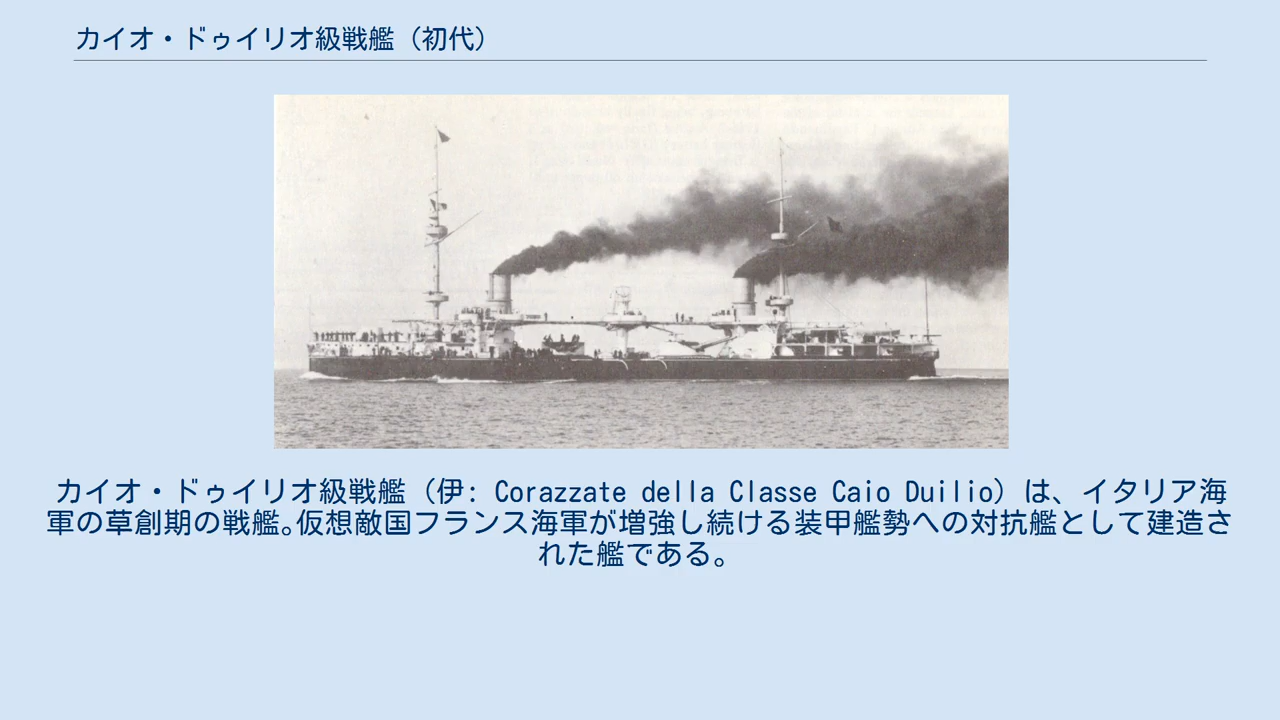 カイオ・ドゥイリオ級戦艦（初代）
カイオ・ドゥイリオ級戦艦（伊: Corazzate della Classe Caio Duilio）は、イタリア海
軍の草創期の戦艦。仮想敵国フランス海軍が増強し続ける装甲艦勢への対抗艦として建造さ
れた艦である。